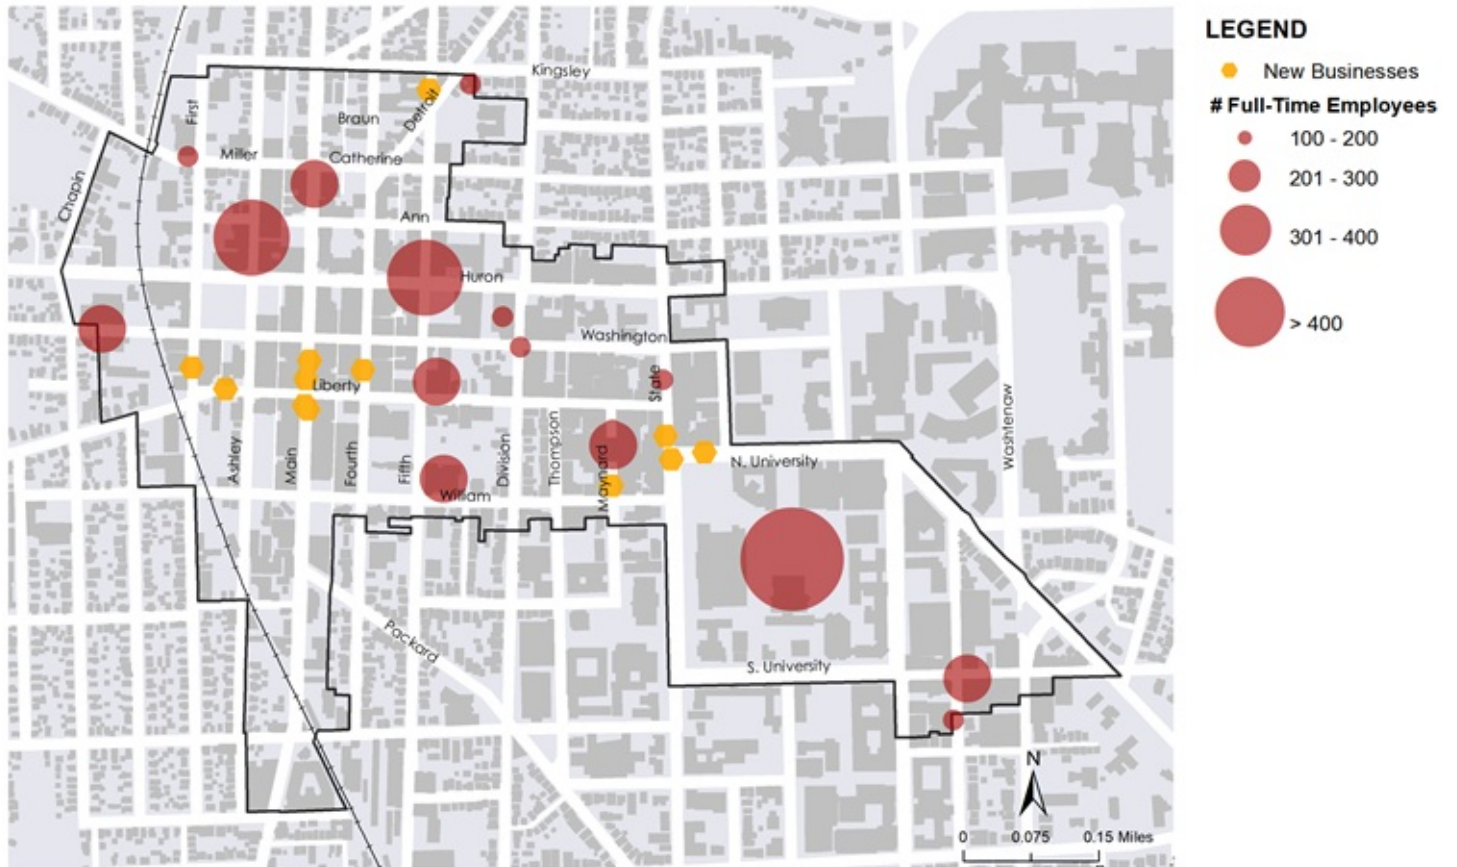 LEGEND
New Businesses
# Full-Time Employees
100 - 200
201 - 300
301 - 400
> 400
Kingsley
First
Braun
Detroit
Miller
Catherine
Chapin
Ann
Huron
Washington
State
Liberty
Washtenaw
Ashley
Main
Fourth
Fifth
Division
Thompson
Maynard
N. University
William
Packard
S. University
N
0 0.075 0.15 Miles